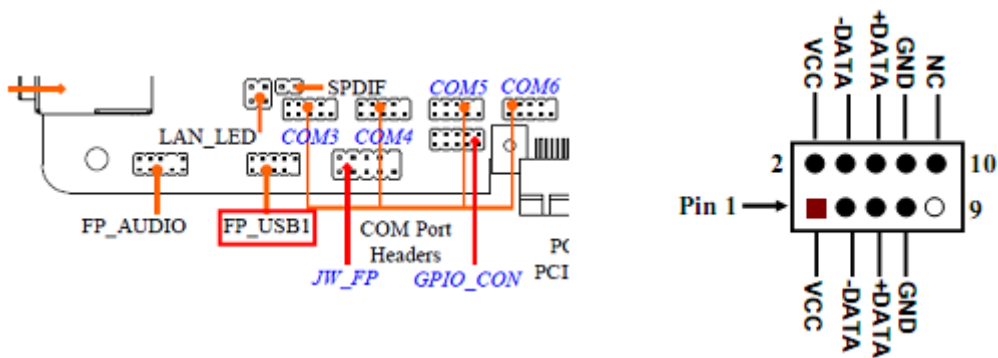 SPDIF
COM5
COM6
LAN_LED
COM3
COM4
FP_AUDIO
FP_USB1
COM Port
Headers
JW_FP
GPIO_CON
PCI
VCC
-DATA
+DATA
GND
NC
2
10
Pin 1
9
VCC
-DATA
+DATA
GND